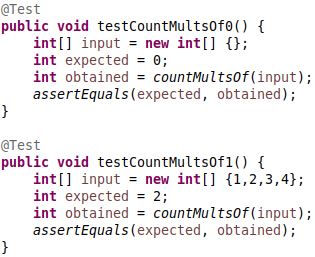 @Test
public void testCountMultsOf0() {
    int[] input = new int[] {};
    int expected = 0;
    int obtained = countMultsOf(input);
    assertEquals(expected, obtained);
}

@Test
public void testCountMultsOf1() {
    int[] input = new int[] {1,2,3,4};
    int expected = 2;
    int obtained = countMultsOf(input);
    assertEquals(expected, obtained);
}